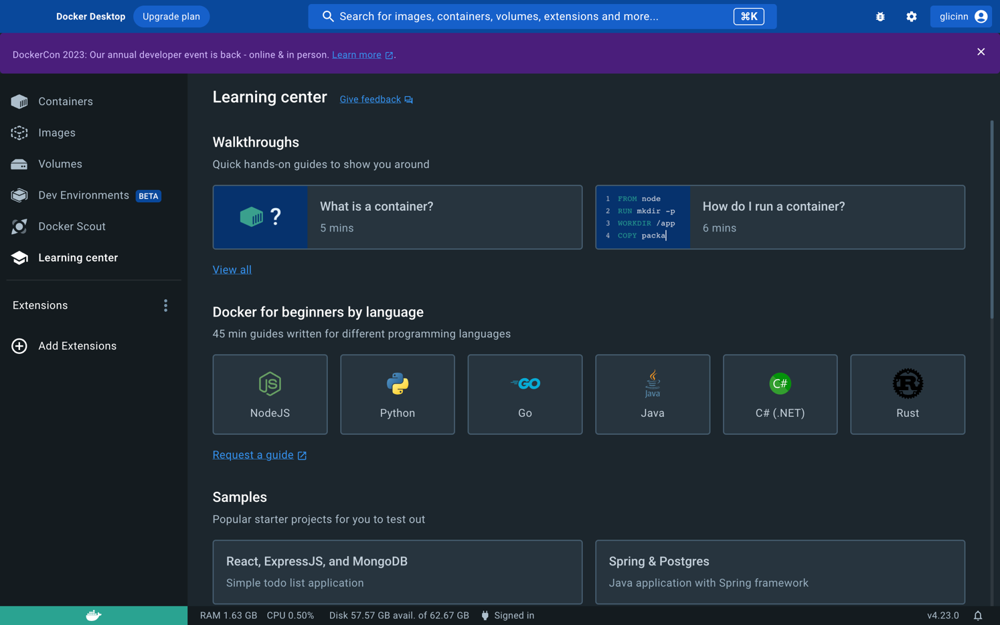 Docker Desktop
Upgrade plan
Search for images, containers, volumes, extensions and more...
⌘K
glicinn
DockerCon 2023: Our annual developer event is back - online & in person. Learn more.
Containers
Images
Volumes
Dev Environments BETA
Docker Scout
Learning center
Extensions
Add Extensions
Learning center
Give feedback
Walkthroughs
Quick hands-on guides to show you around
?
What is a container?
5 mins
1 FROM node
2 RUN mkdir -p
3 WORKDIR /app
4 COPY packa
How do I run a container?
6 mins
View all
Docker for beginners by language
45 min guides written for different programming languages
JS
NodeJS
Python
GO
Go
Java
Java
C#
C# (.NET)
R
Rust
Request a guide
Samples
Popular starter projects for you to test out
React, ExpressJS, and MongoDB
Simple todo list application
Spring & Postgres
Java application with Spring framework
RAM 1.63 GB CPU 0.50% Disk 57.57 GB avail. of 62.67 GB Signed in
v4.23.0